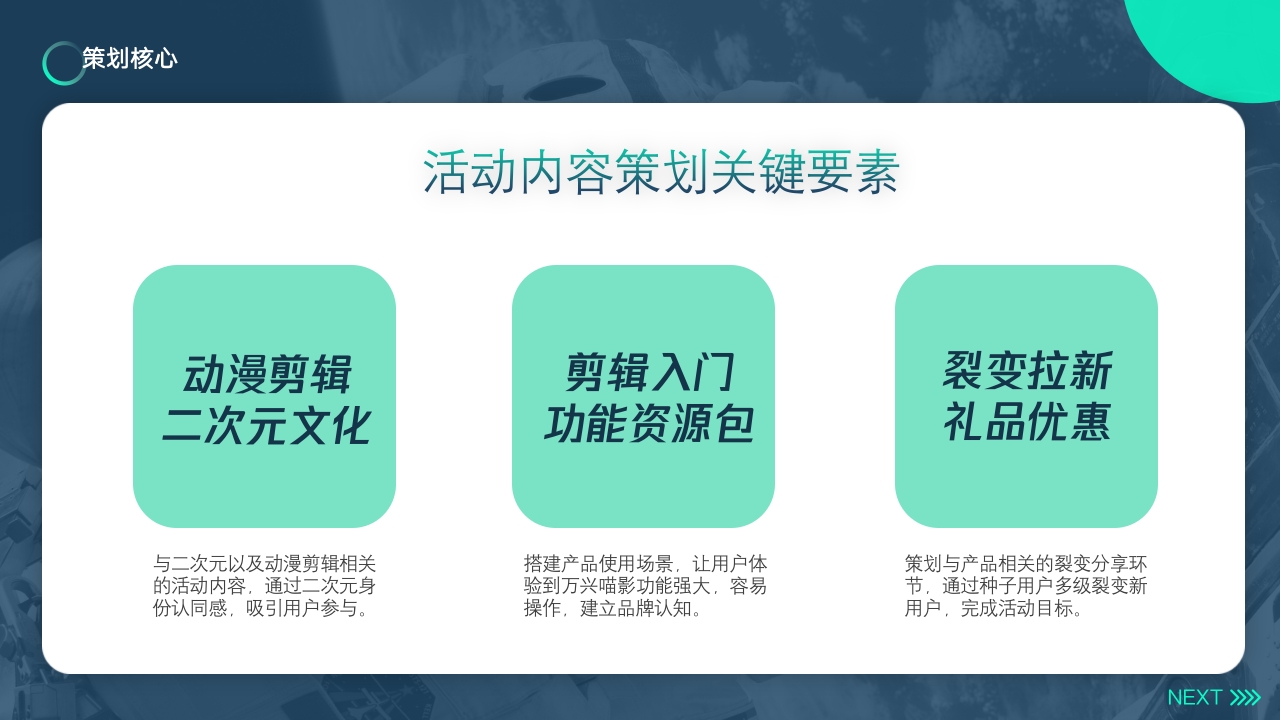 策划核心
活动内容策划关键要素
动漫剪辑
二次元文化
剪辑入门
功能资源包
裂变拉新
礼品优惠
与二次元以及动漫剪辑相关
的活动内容，通过二次元身
份认同感，吸引用户参与。
搭建产品使用场景，让用户体
验到万兴喵影功能强大，容易
操作，建立品牌认知。
策划与产品相关的裂变分享环
节，通过种子用户多级裂变新
用户，完成活动目标。
NEXT